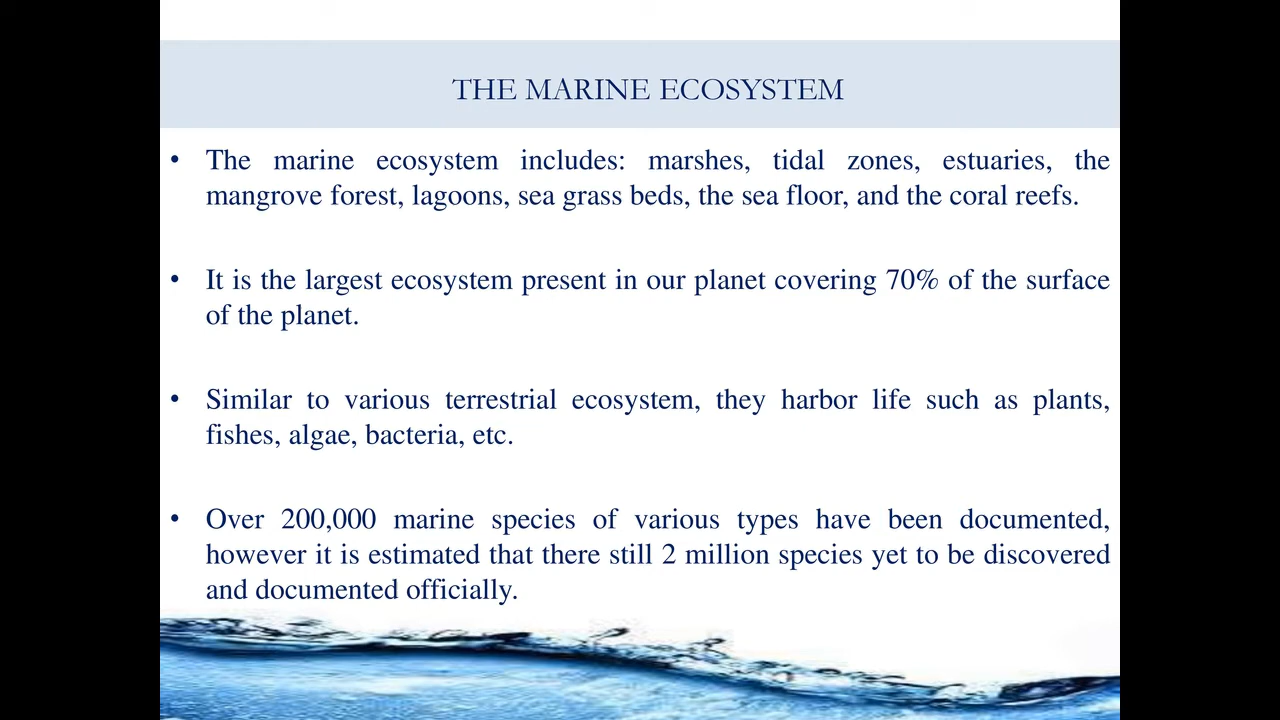 THE MARINE ECOSYSTEM
• The marine ecosystem includes: marshes, tidal zones, estuaries, the
mangrove forest, lagoons, sea grass beds, the sea floor, and the coral reefs.
• It is the largest ecosystem present in our planet covering 70% of the surface
of the planet.
• Similar to various terrestrial ecosystem, they harbor life such as plants,
fishes, algae, bacteria, etc.
• Over 200,000 marine species of various types have been documented,
however it is estimated that there still 2 million species yet to be discovered
and documented officially.